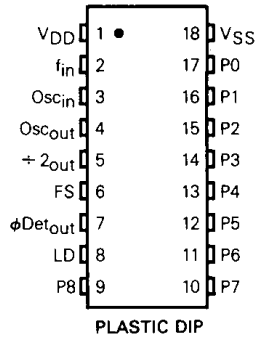 VDD 1 18 VSS
fin 2 17 P0
Oscin 3 16 P1
Oscout 4 15 P2
÷ 2out 5 14 P3
FS 6 13 P4
ϕDetout 7 12 P5
LD 8 11 P6
P8 9 10 P7
PLASTIC DIP